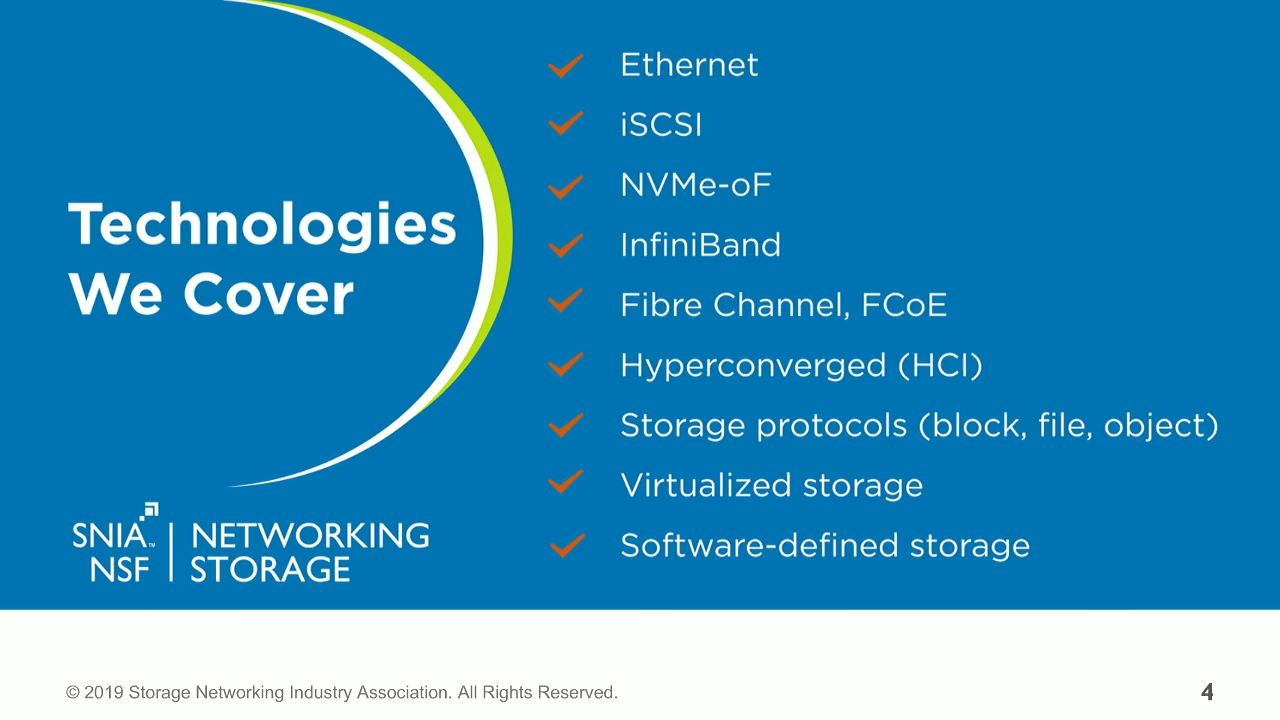 Technologies
We Cover
Ethernet
iSCSI
NVMe-oF
InfiniBand
Fibre Channel, FCoE
Hyperconverged (HCI)
Storage protocols (block, file, object)
Virtualized storage
Software-defined storage
SNIA™ | NETWORKING
NSF | STORAGE
© 2019 Storage Networking Industry Association. All Rights Reserved.
4